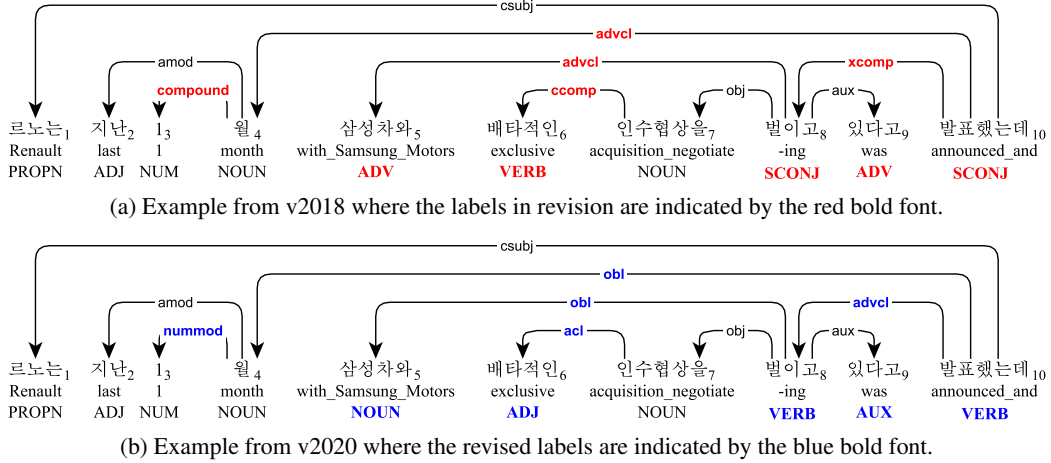 csubj
advcl
amod advcl xcomp
compound ccomp obj aux
르노는1 지난2 13 월4 삼성차와5 배타적인6 인수협상을7 벌이고8 있다고9 발표했는데10
Renault last 1 month with_Samsung_Motors exclusive acquisition_negotiate -ing was announced_and
PROPN ADJ NUM NOUN ADV VERB NOUN SCONJ ADV SCONJ
(a) Example from v2018 where the labels in revision are indicated by the red bold font.
csubj
obl
amod obl advcl
nummod acl obj aux
르노는1 지난2 13 월4 삼성차와5 배타적인6 인수협상을7 벌이고8 있다고9 발표했는데10
Renault last 1 month with_Samsung_Motors exclusive acquisition_negotiate -ing was announced_and
PROPN ADJ NUM NOUN NOUN ADJ NOUN VERB AUX VERB
(b) Example from v2020 where the revised labels are indicated by the blue bold font.